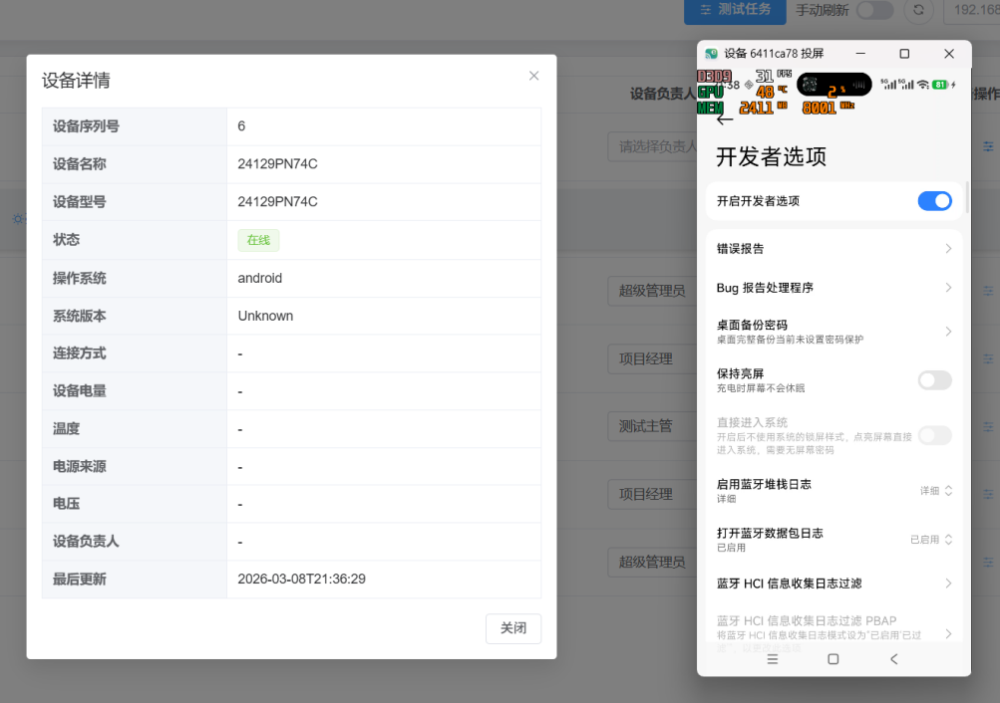 测试任务
手动刷新
192.168
设备负责人
操作
请选择负责人
超级管理员
项目经理
测试主管
项目经理
超级管理员
设备详情
设备序列号 6
设备名称 24129PN74C
设备型号 24129PN74C
状态 在线
操作系统 android
系统版本 Unknown
连接方式 -
设备电量 -
温度 -
电源来源 -
电压 -
设备负责人 -
最后更新 2026-03-08T21:36:29
关闭
设备 6411ca78 投屏
D3D9 31 FPS
GPU 48 °C 2 %
MEM 2411 MB 8001 MHz
:38
5G 5G 81
开发者选项
开启开发者选项
错误报告
Bug 报告处理程序
桌面备份密码
桌面完整备份当前未设置密码保护
保持亮屏
充电时屏幕不会休眠
直接进入系统
开启后不使用系统的锁屏样式，点亮屏幕直接
进入系统，需要无屏幕密码
启用蓝牙堆栈日志
详细
详细
打开蓝牙数据包日志
已启用
已启用
蓝牙 HCI 信息收集日志过滤
蓝牙 HCI 信息收集日志过滤 PBAP
将蓝牙 HCI 信息收集日志模式设为"已启用"已过